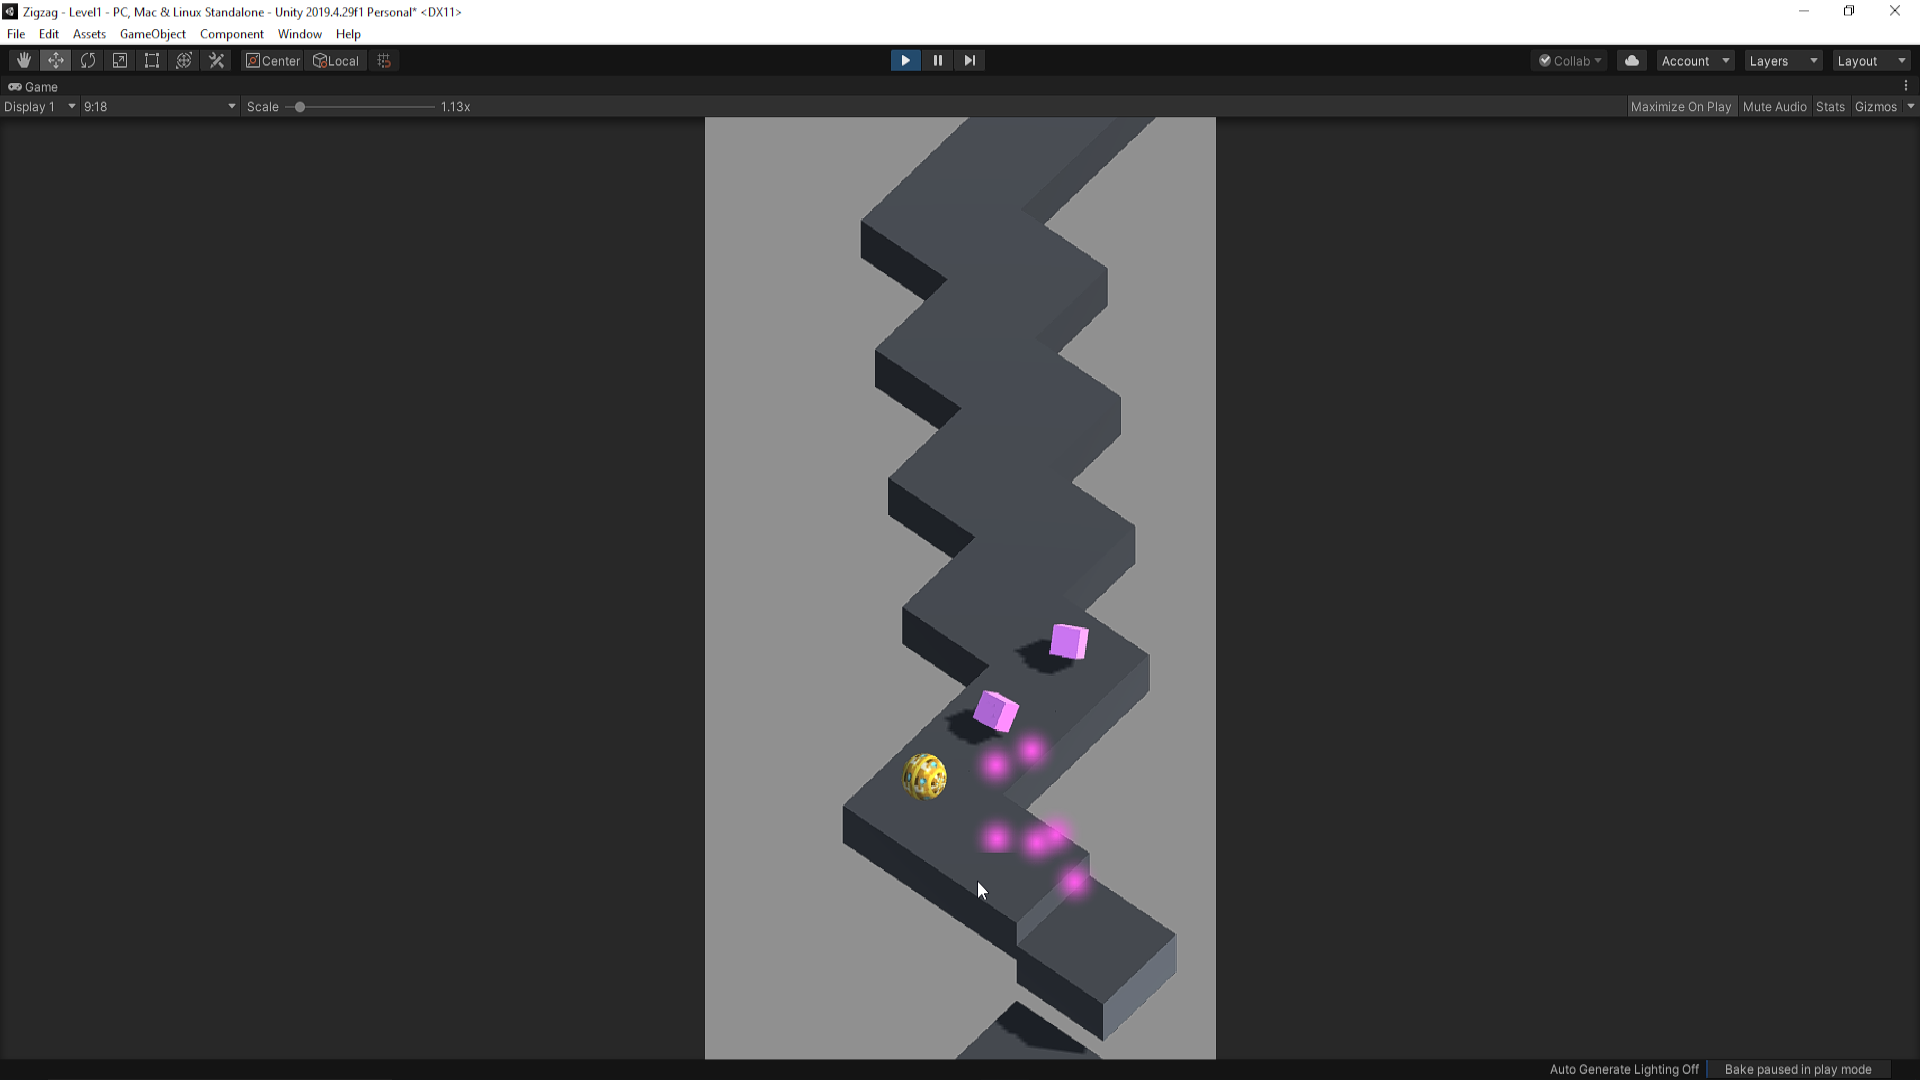 Zigzag - Level1 - PC, Mac & Linux Standalone - Unity 2019.4.29f1 Personal* <DX11>
File Edit Assets GameObject Component Window Help
Center Local Collab Account Layers Layout
Game
Display 1 9:18 Scale 1.13x Maximize On Play Mute Audio Stats Gizmos
Auto Generate Lighting Off Bake paused in play mode